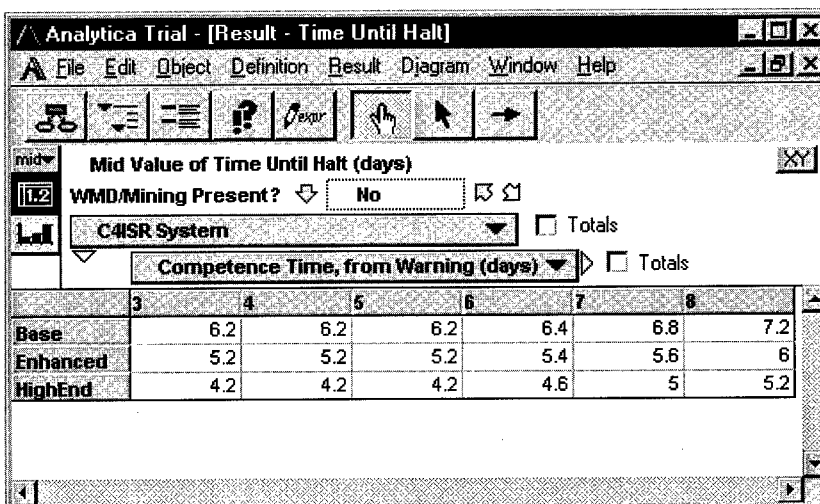 Analytica Trial - [Result - Time Until Halt]
File Edit Object Definition Result Diagram Window Help
expr
mid
Mid Value of Time Until Halt (days)
XY
1.2
WMD/Mining Present? No
C4ISR System Totals
Competence Time, from Warning (days) Totals
3 4 5 6 7 8
Base 6.2 6.2 6.2 6.4 6.8 7.2
Enhanced 5.2 5.2 5.2 5.4 5.6 6
HighEnd 4.2 4.2 4.2 4.6 5 5.2